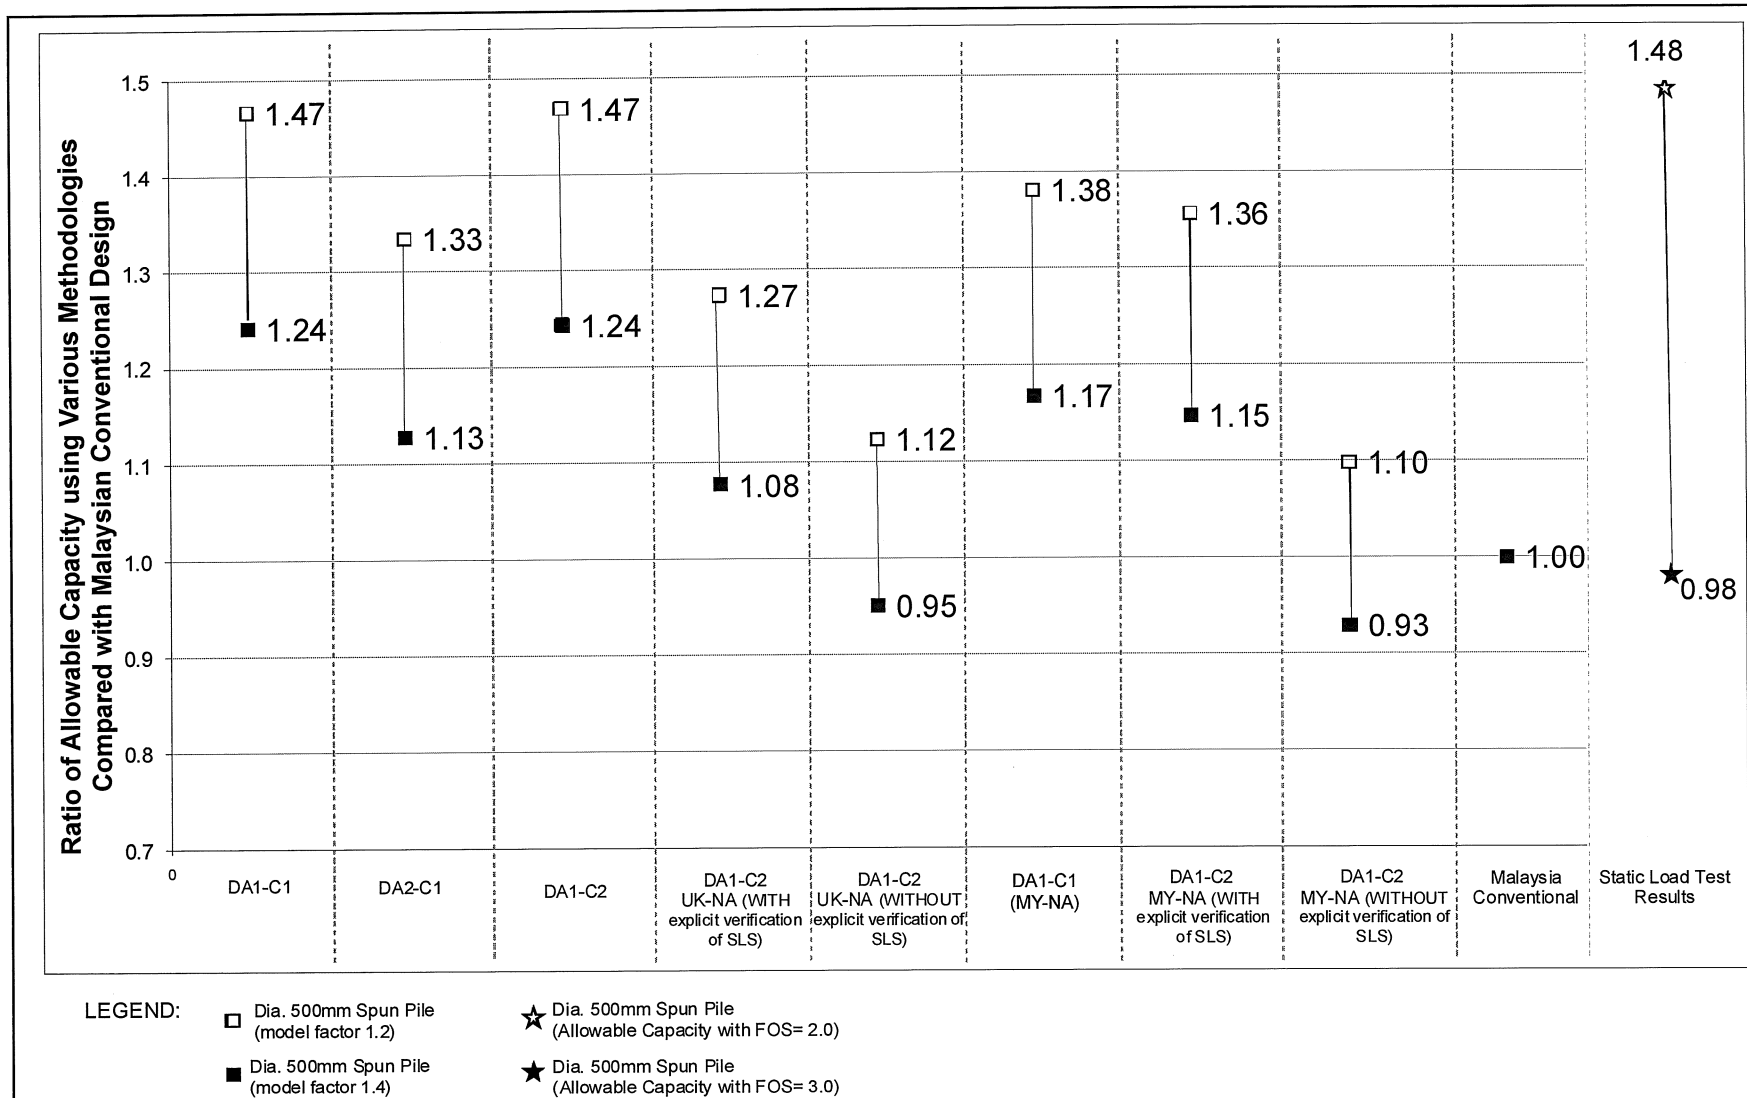 Ratio of Allowable Capacity using Various Methodologies
Compared with Malaysian Conventional Design
1.5
1.4
1.3
1.2
1.1
1.0
0.9
0.8
0.7
0
1.47
1.24
1.33
1.13
1.47
1.24
1.27
1.08
1.12
0.95
1.38
1.17
1.36
1.15
1.10
0.93
1.00
1.48
0.98
DA1-C1
DA2-C1
DA1-C2
DA1-C2
UK-NA (WITH
explicit verification
of SLS)
DA1-C2
UK-NA (WITHOUT
explicit verification of
SLS)
DA1-C1
(MY-NA)
DA1-C2
MY-NA (WITH
explicit verification
of SLS)
DA1-C2
MY-NA (WITHOUT
explicit verification of
SLS)
Malaysia
Conventional
Static Load Test
Results
LEGEND:
Dia. 500mm Spun Pile
(model factor 1.2)
Dia. 500mm Spun Pile
(model factor 1.4)
Dia. 500mm Spun Pile
(Allowable Capacity with FOS= 2.0)
Dia. 500mm Spun Pile
(Allowable Capacity with FOS= 3.0)